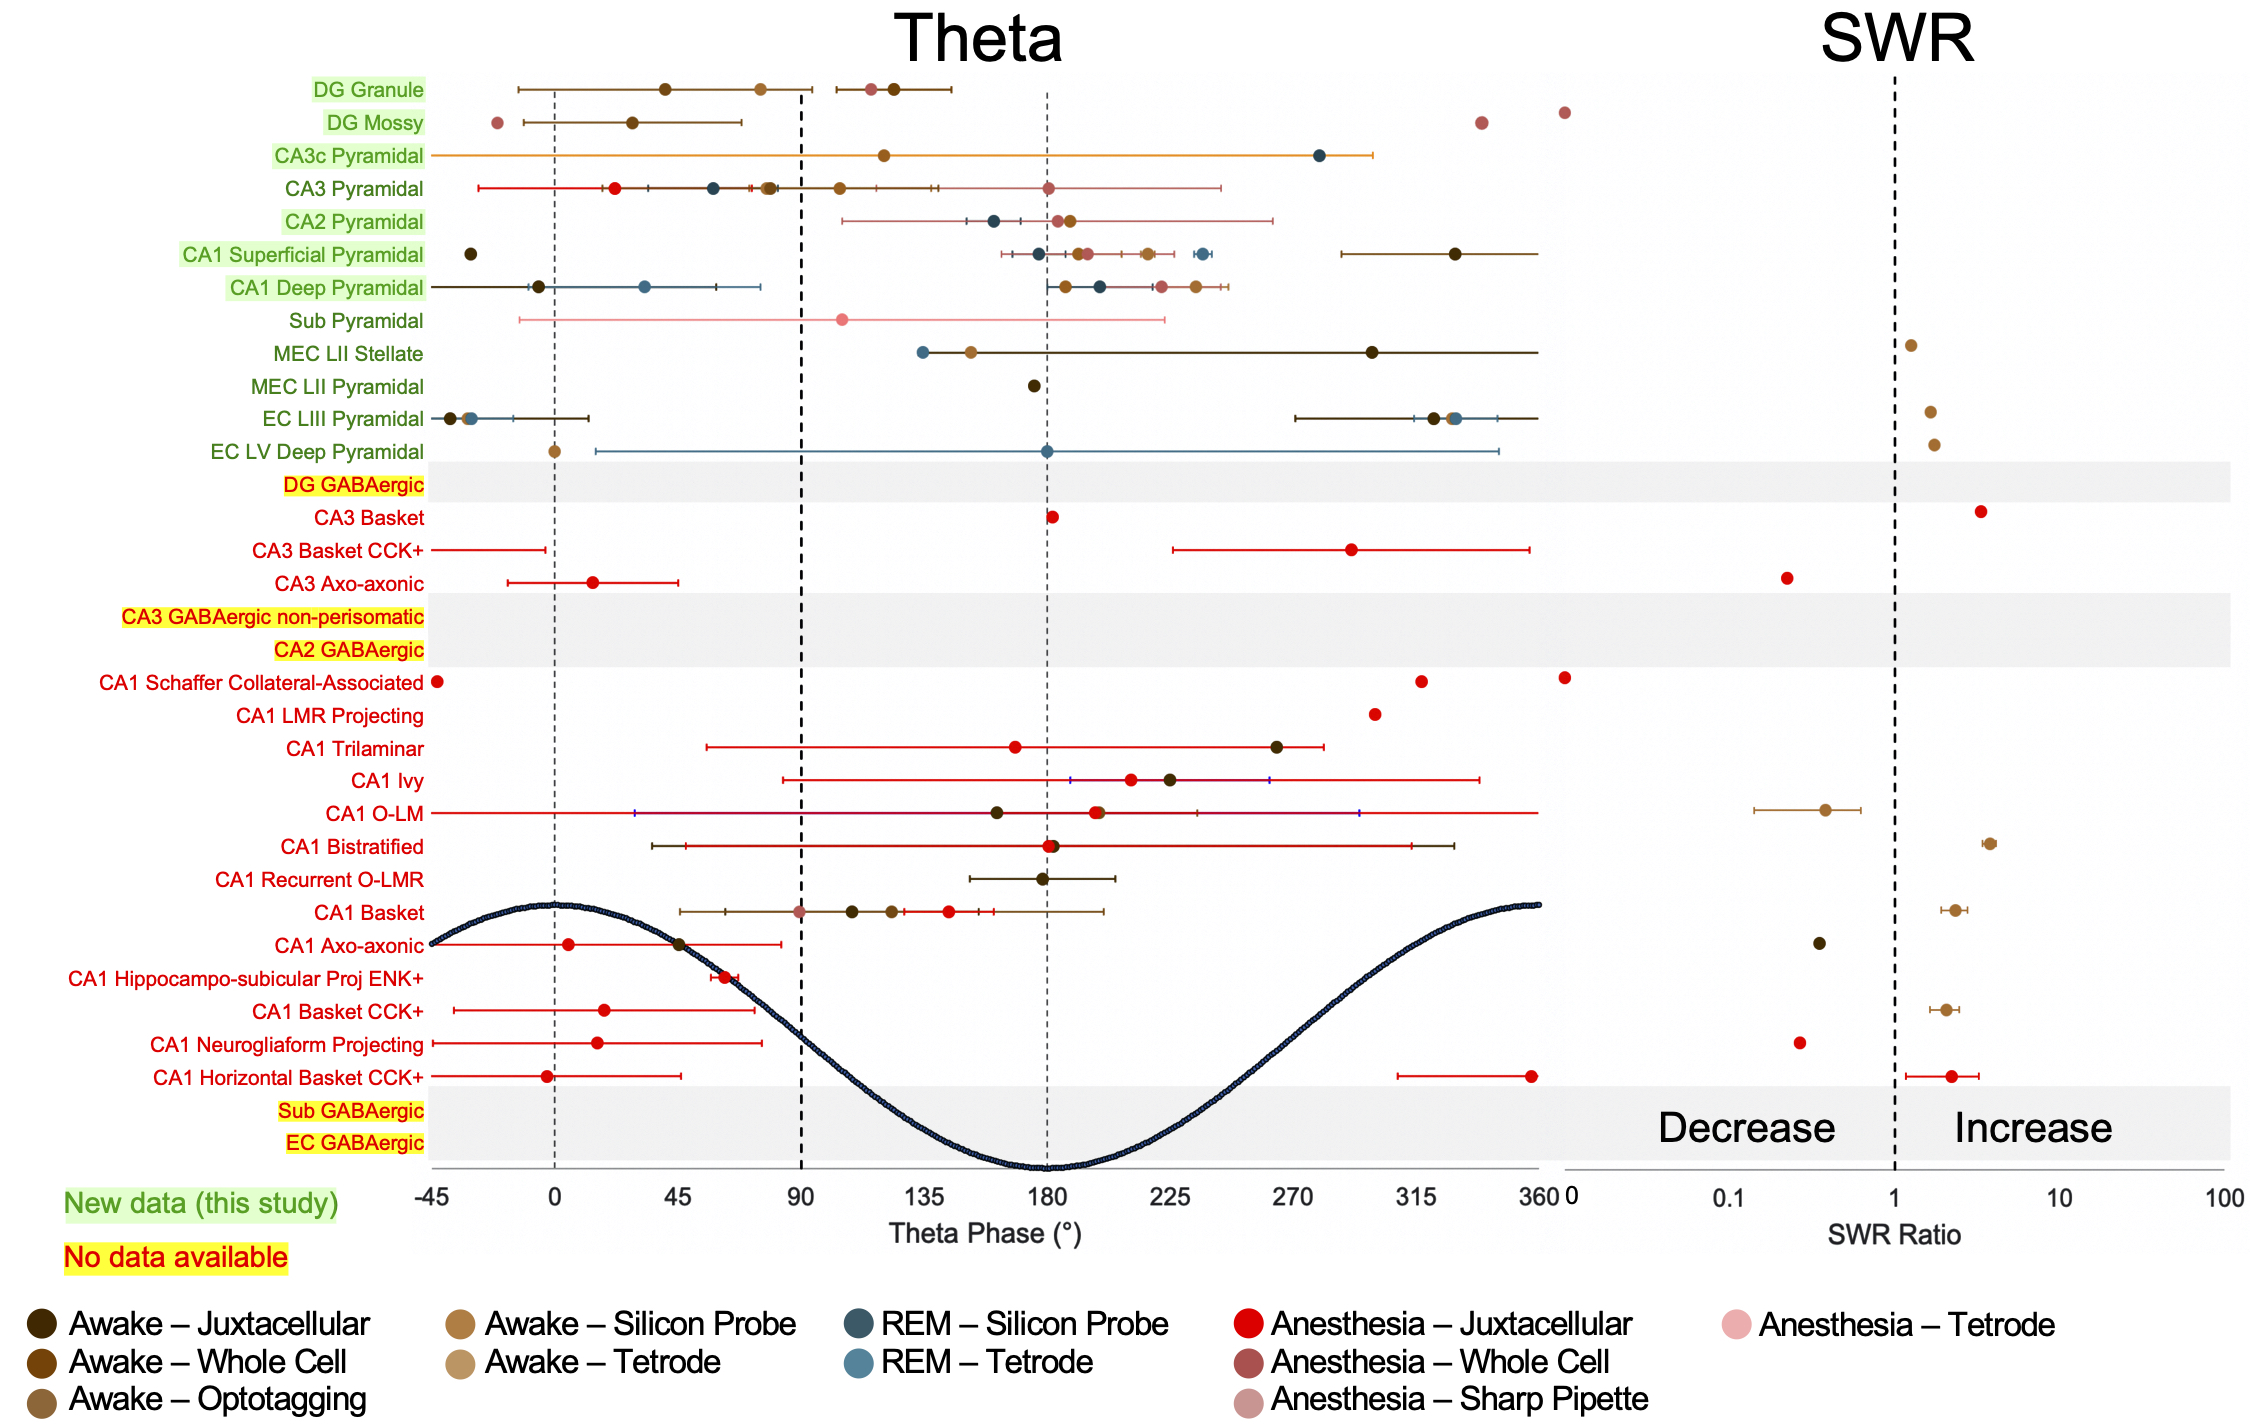 Theta
SWR
DG Granule
DG Mossy
CA3c Pyramidal
CA3 Pyramidal
CA2 Pyramidal
CA1 Superficial Pyramidal
CA1 Deep Pyramidal
Sub Pyramidal
MEC LII Stellate
MEC LII Pyramidal
EC LIII Pyramidal
EC LV Deep Pyramidal
DG GABAergic
CA3 Basket
CA3 Basket CCK+
CA3 Axo-axonic
CA3 GABAergic non-perisomatic
CA2 GABAergic
CA1 Schaffer Collateral-Associated
CA1 LMR Projecting
CA1 Trilaminar
CA1 Ivy
CA1 O-LM
CA1 Bistratified
CA1 Recurrent O-LMR
CA1 Basket
CA1 Axo-axonic
CA1 Hippocampo-subicular Proj ENK+
CA1 Basket CCK+
CA1 Neurogliaform Projecting
CA1 Horizontal Basket CCK+
Sub GABAergic
EC GABAergic
Decrease
Increase
-45 0 45 90 135 180 225 270 315 360
0 0.1 1 10 100
Theta Phase (°)
SWR Ratio
New data (this study)
No data available
Awake – Juxtacellular
Awake – Whole Cell
Awake – Optotagging
Awake – Silicon Probe
Awake – Tetrode
REM – Silicon Probe
REM – Tetrode
Anesthesia – Juxtacellular
Anesthesia – Whole Cell
Anesthesia – Sharp Pipette
Anesthesia – Tetrode